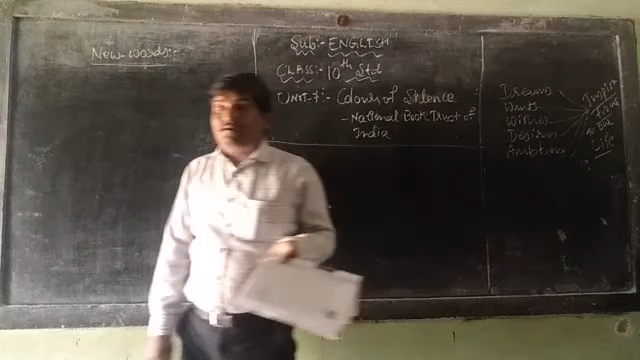 New-words:-
Sub:- ENGLISH
CLASS:- 10th Std
UNIT-7:- Colours of Silence
- National Book Trust of
India
Dreams
Wants
Wishes
Desires
Ambitions
Life